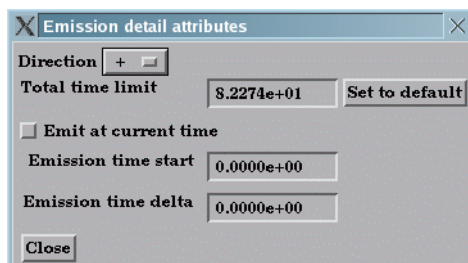 Emission detail attributes
Direction +
Total time limit 8.2274e+01 Set to default
Emit at current time
Emission time start 0.0000e+00
Emission time delta 0.0000e+00
Close